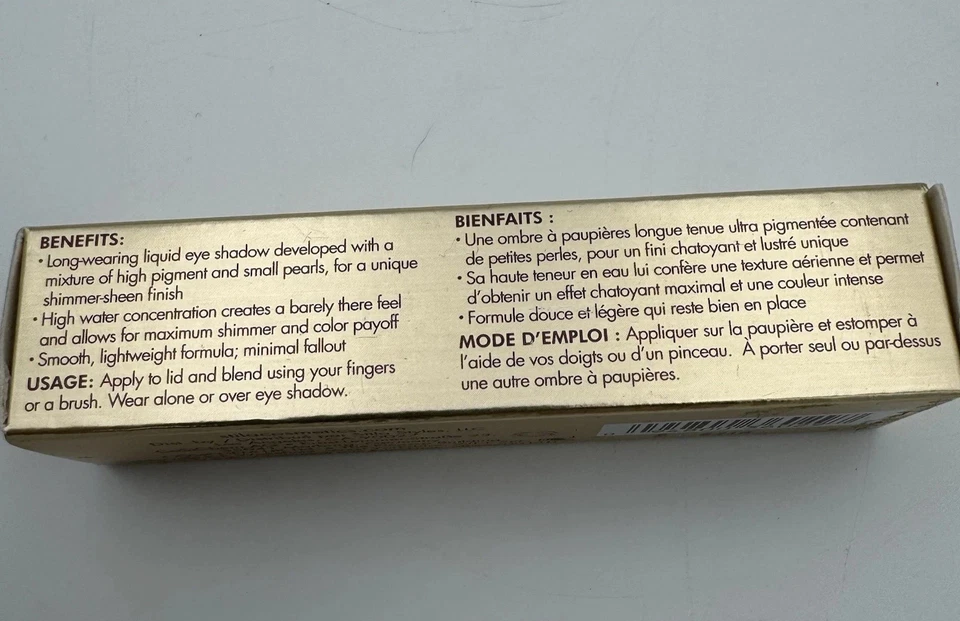 BENEFITS:
• Long-wearing liquid eye shadow developed with a
mixture of high pigment and small pearls, for a unique
shimmer-sheen finish
• High water concentration creates a barely there feel
and allows for maximum shimmer and color payoff
• Smooth, lightweight formula; minimal fallout
USAGE: Apply to lid and blend using your fingers
or a brush. Wear alone or over eye shadow.
BIENFAITS :
• Une ombre à paupières longue tenue ultra pigmentée contenant
de petites perles, pour un fini chatoyant et lustré unique
• Sa haute teneur en eau lui confère une texture aérienne et permet
d'obtenir un effet chatoyant maximal et une couleur intense
• Formule douce et légère qui reste bien en place
MODE D'EMPLOI : Appliquer sur la paupière et estomper à
l'aide de vos doigts ou d'un pinceau. À porter seul ou par-dessus
une autre ombre à paupières.